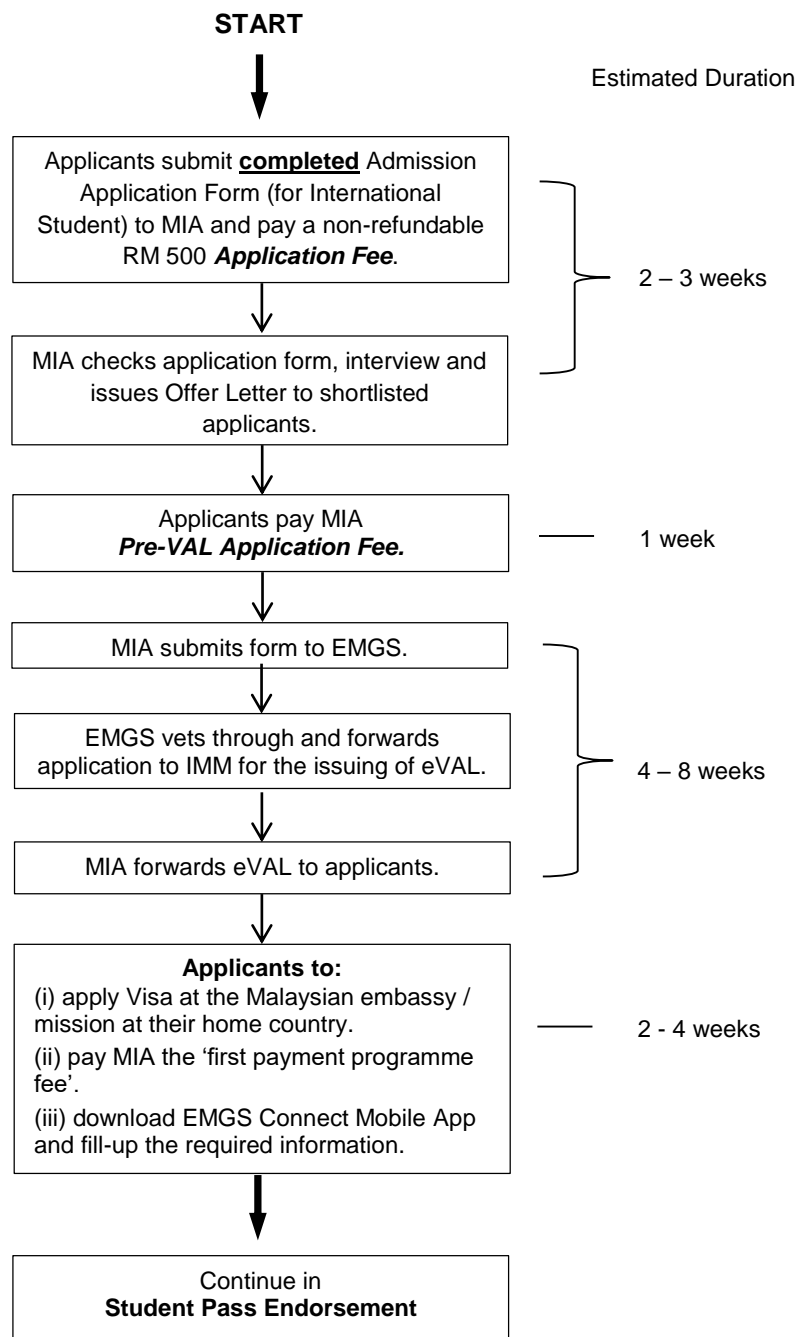 START
Estimated Duration
Applicants submit completed Admission
Application Form (for International
Student) to MIA and pay a non-refundable
RM 500 Application Fee.
2 – 3 weeks
MIA checks application form, interview and
issues Offer Letter to shortlisted
applicants.
Applicants pay MIA
Pre-VAL Application Fee.
1 week
MIA submits form to EMGS.
EMGS vets through and forwards
application to IMM for the issuing of eVAL.
4 – 8 weeks
MIA forwards eVAL to applicants.
Applicants to:
(i) apply Visa at the Malaysian embassy /
mission at their home country.
(ii) pay MIA the ‘first payment programme
fee’.
(iii) download EMGS Connect Mobile App
and fill-up the required information.
2 - 4 weeks
Continue in
Student Pass Endorsement